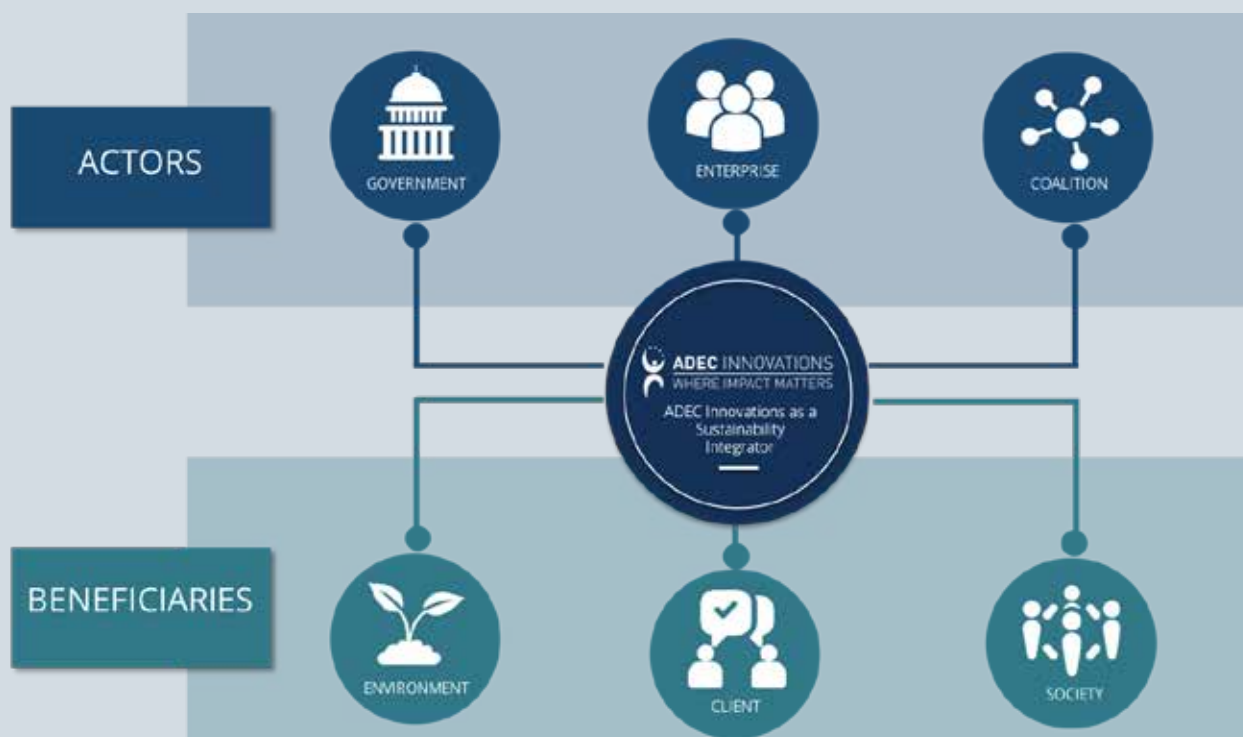 ACTORS
GOVERNMENT
ENTERPRISE
COALITION
ADEC INNOVATIONS
WHERE IMPACT MATTERS
ADEC Innovations as a
Sustainability
Integrator
BENEFICIARIES
ENVIRONMENT
CLIENT
SOCIETY